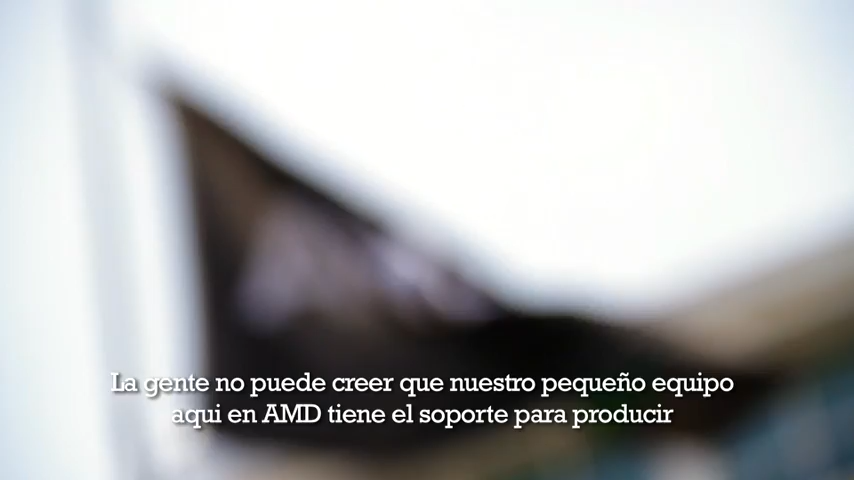 La gente no puede creer que nuestro pequeño equipo
aqui en AMD tiene el soporte para producir